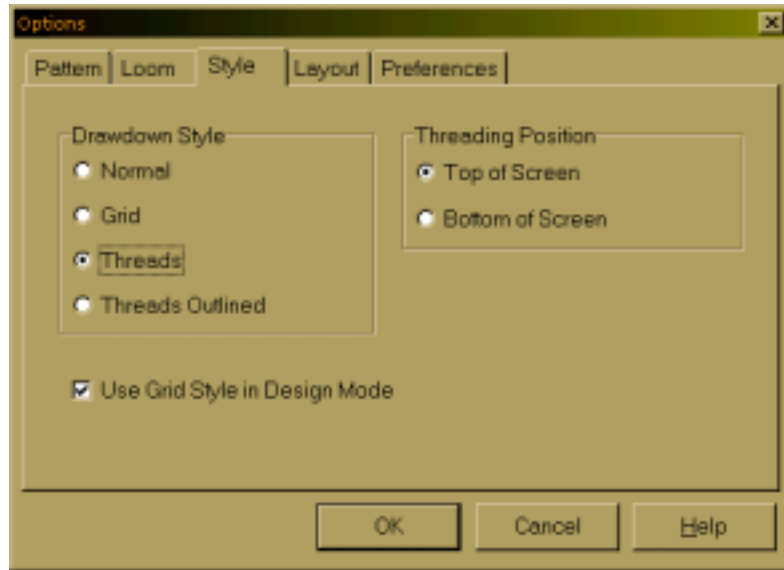 Options
Pattern Loom Style Layout Preferences
Drawdown Style
Normal
Grid
Threads
Threads Outlined
Threading Position
Top of Screen
Bottom of Screen
Use Grid Style in Design Mode
OK Cancel Help